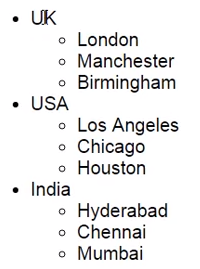 UK
London
Manchester
Birmingham
USA
Los Angeles
Chicago
Houston
India
Hyderabad
Chennai
Mumbai